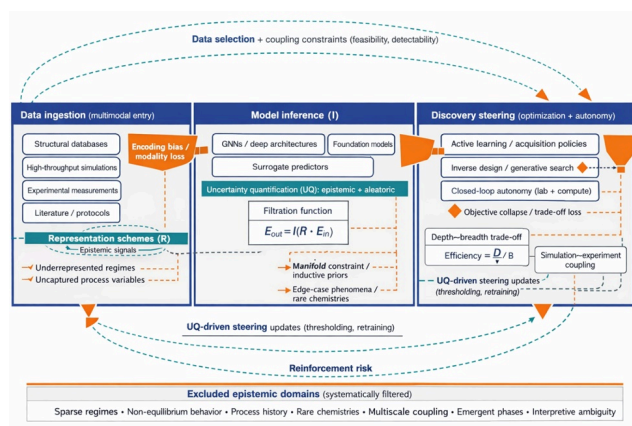 Data selection + coupling constraints (feasibility, detectability)
Data ingestion (multimodal entry)
Structural databases
High-throughput simulations
Experimental measurements
Literature / protocols
Encoding bias /
modality loss
Representation schemes (R)
Epistemic signals
Underrepresented regimes
Uncaptured process variables
Model inference (I)
GNNs / deep architectures
Foundation models
Surrogate predictors
Uncertainty quantification (UQ): epistemic + aleatoric
Filtration function
E_out = I(R · E_in)
Manifold constraint /
inductive priors
Edge-case phenomena /
rare chemistries
Discovery steering (optimization + autonomy)
Active learning / acquisition policies
Inverse design / generative search
Closed-loop autonomy (lab + compute)
Objective collapse / trade-off loss
Depth–breadth trade-off
Efficiency = D / B
Simulation–experiment
coupling
UQ-driven steering
updates
(thresholding, retraining)
UQ-driven steering updates (thresholding, retraining)
Reinforcement risk
Excluded epistemic domains (systematically filtered)
Sparse regimes • Non-equilibrium behavior • Process history • Rare chemistries • Multiscale coupling • Emergent phases • Interpretive ambiguity